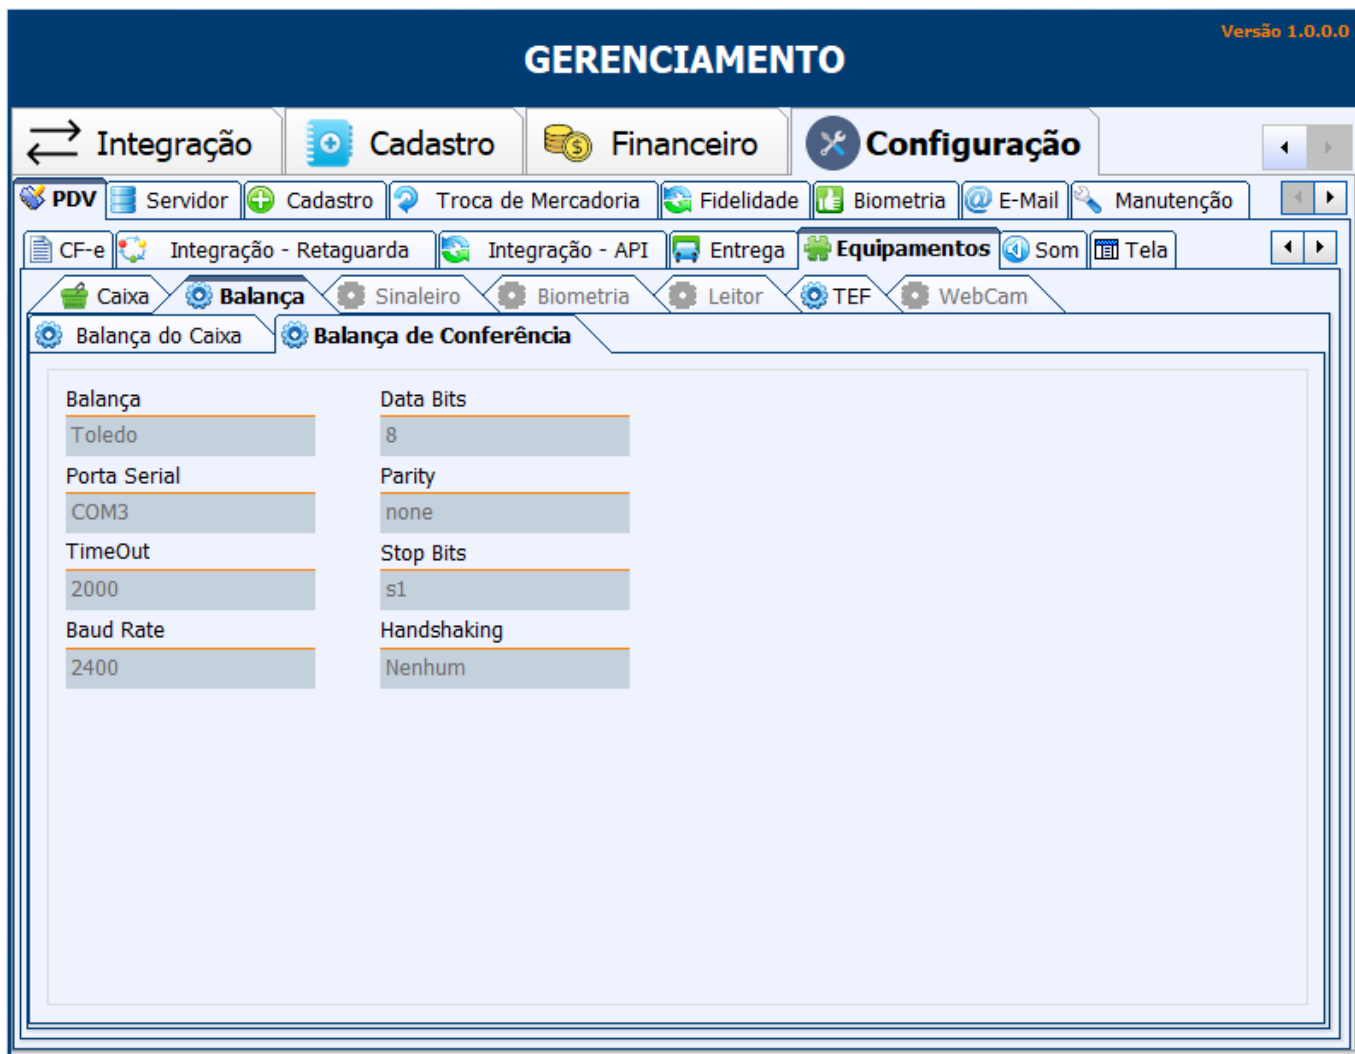 Versão 1.0.0.0
GERENCIAMENTO
Integração Cadastro Financeiro Configuração
PDV Servidor Cadastro Troca de Mercadoria Fidelidade Biometria E-Mail Manutenção
CF-e Integração - Retaguarda Integração - API Entrega Equipamentos Som Tela
Caixa Balança Sinaleiro Biometria Leitor TEF WebCam
Balança do Caixa Balança de Conferência
Balança Data Bits
Toledo 8
Porta Serial Parity
COM3 none
TimeOut Stop Bits
2000 s1
Baud Rate Handshaking
2400 Nenhum